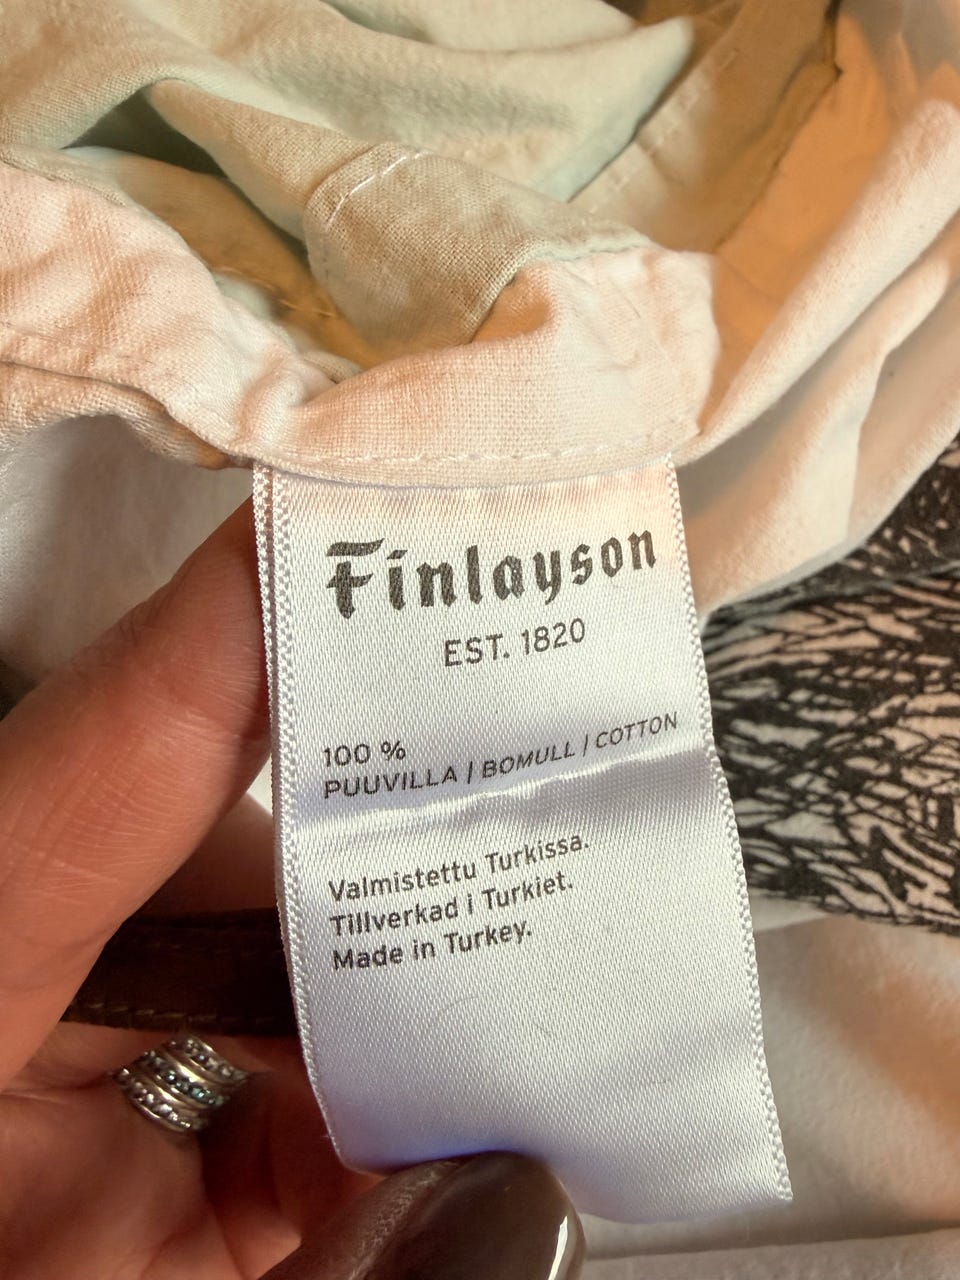 Finlayson
EST. 1820
100 %
PUUVILLA | BOMULL | COTTON
Valmistettu Turkissa.
Tillverkad i Turkiet.
Made in Turkey.